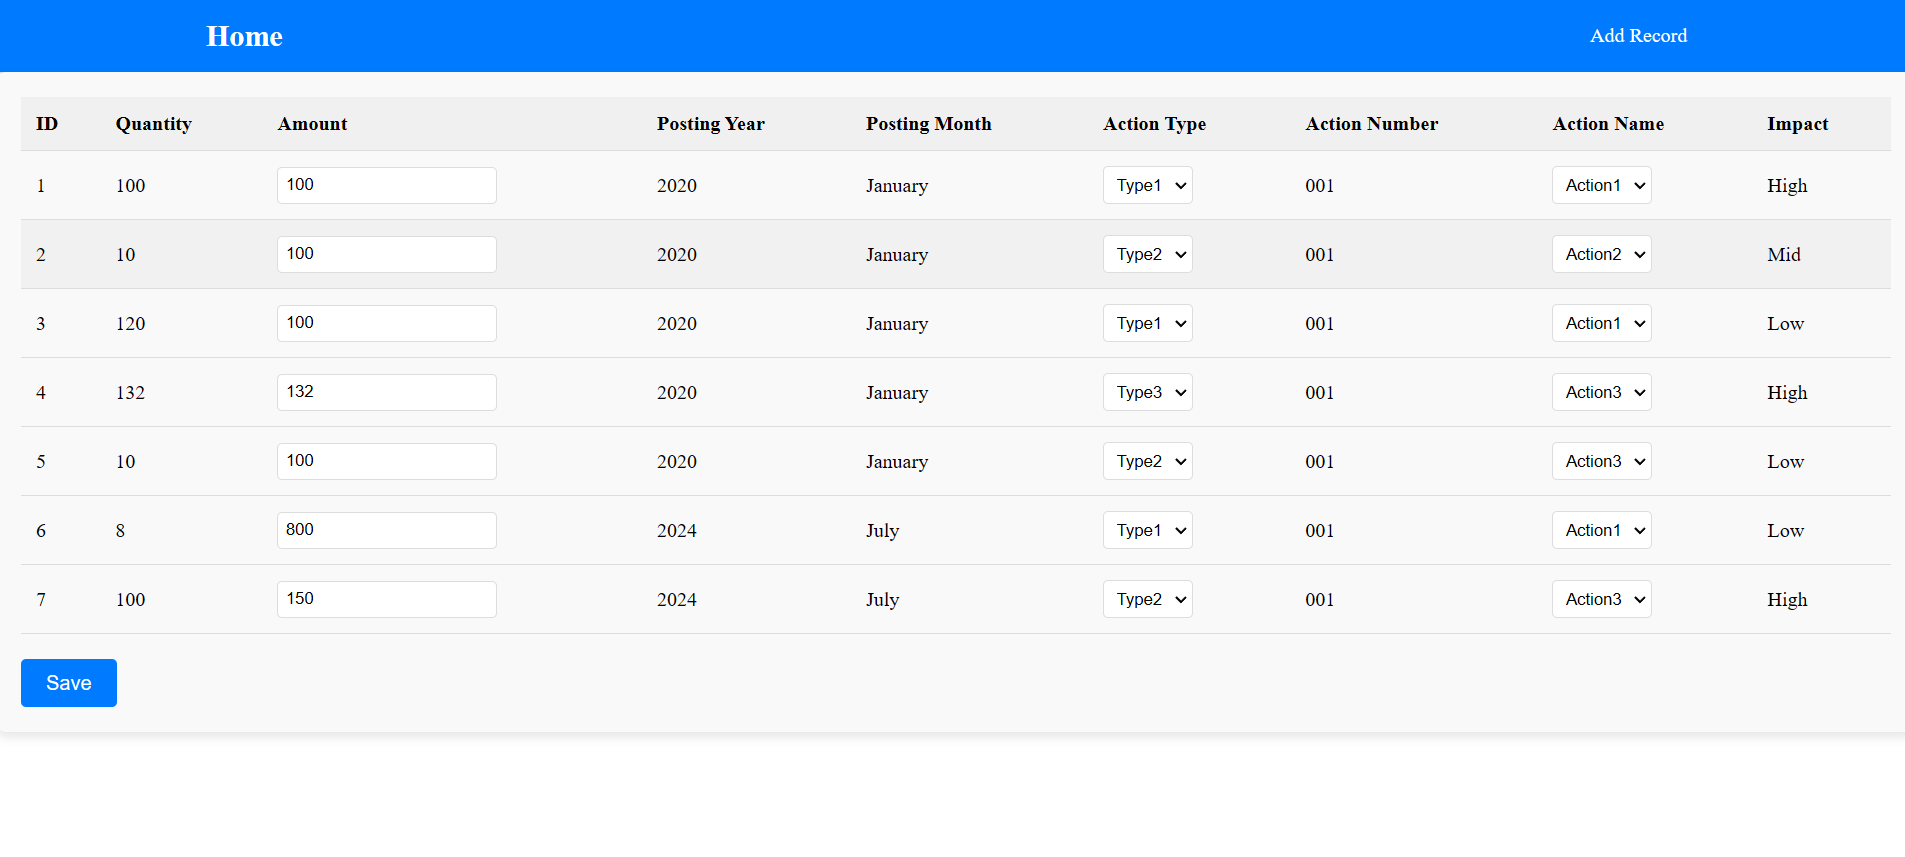 Home Add Record
ID Quantity Amount Posting Year Posting Month Action Type Action Number Action Name Impact
1 100 100 2020 January Type1 001 Action1 High
2 10 100 2020 January Type2 001 Action2 Mid
3 120 100 2020 January Type1 001 Action1 Low
4 132 132 2020 January Type3 001 Action3 High
5 10 100 2020 January Type2 001 Action3 Low
6 8 800 2024 July Type1 001 Action1 Low
7 100 150 2024 July Type2 001 Action3 High
Save